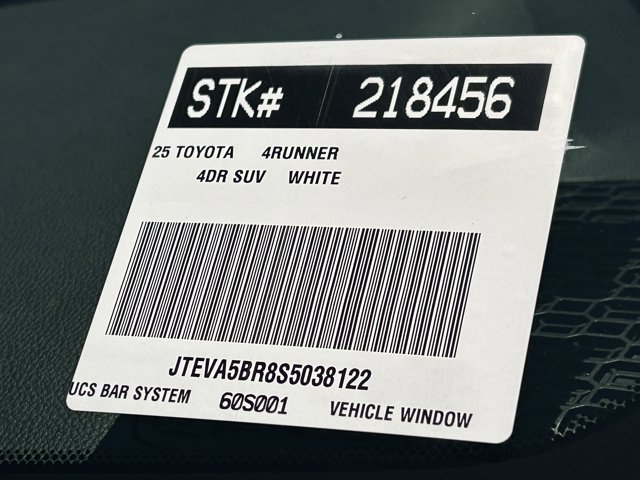 STK# 218456
25 TOYOTA 4RUNNER
4DR SUV WHITE
JTEVA5BR8S5038122
UCS BAR SYSTEM 60S001 VEHICLE WINDOW